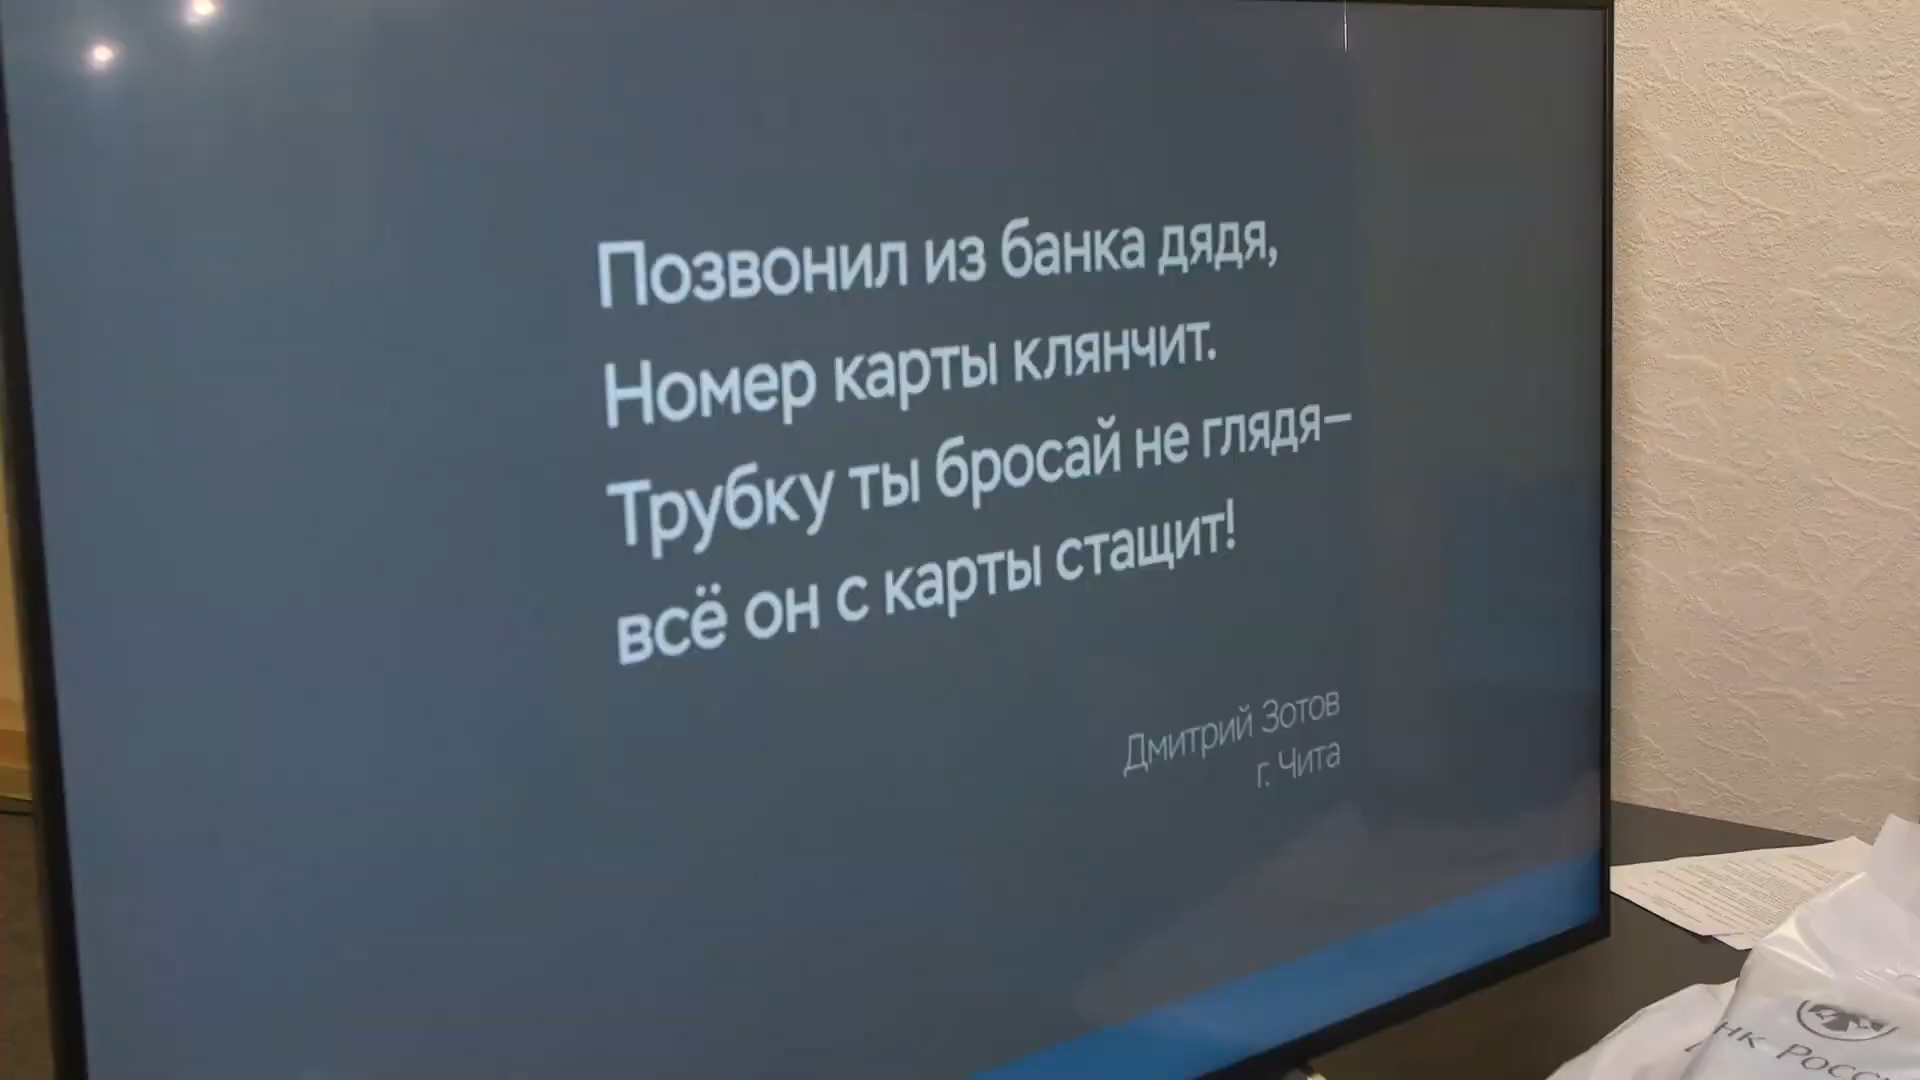 Позвонил из банка дядя,
Номер карты клянчит.
Трубку ты бросай не глядя–
всё он с карты стащит!
Дмитрий Зотов
г. Чита